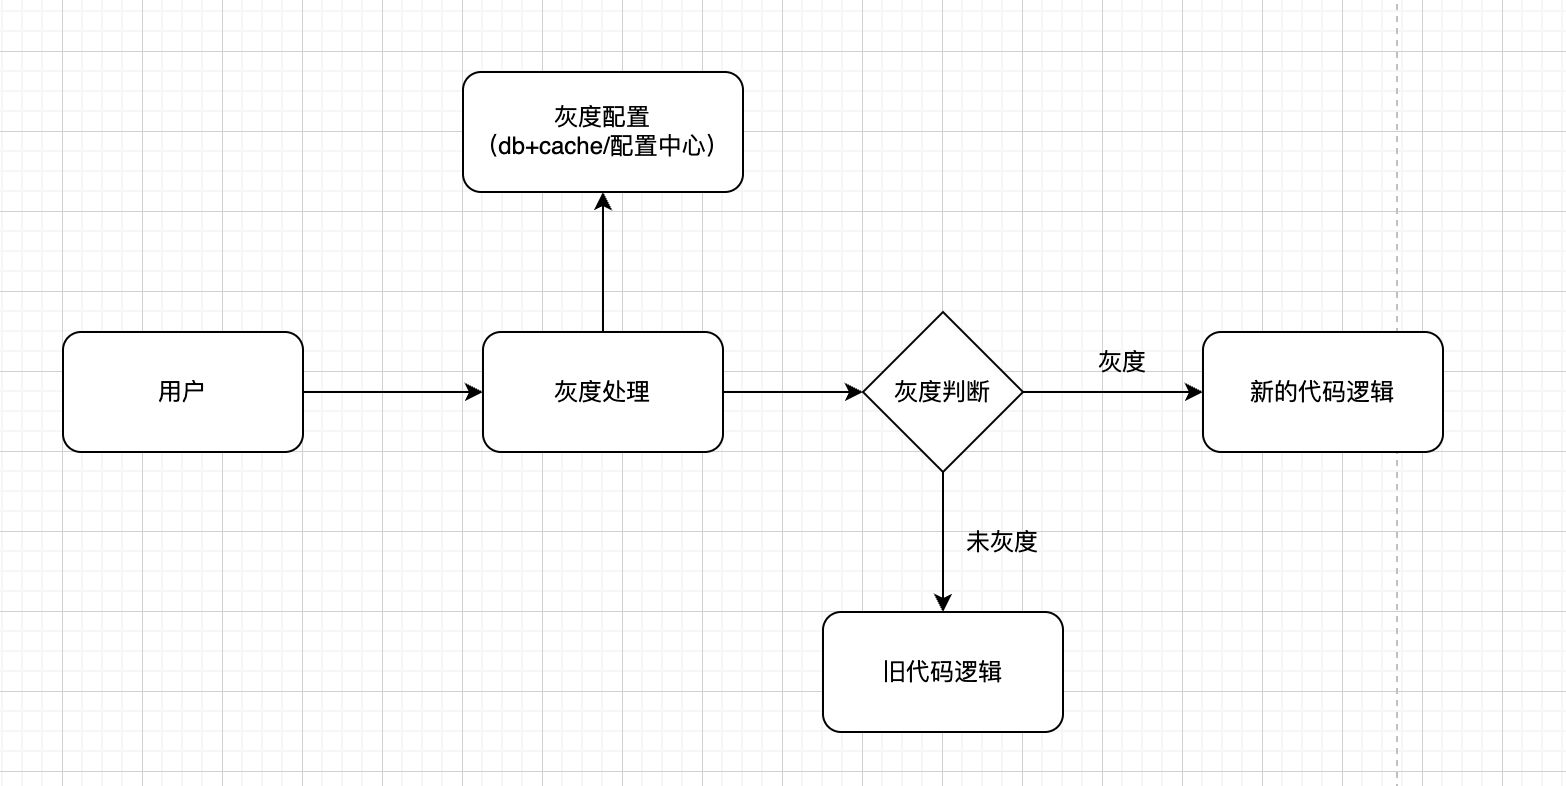 灰度配置
（db+cache/配置中心）
用户
灰度处理
灰度判断
灰度
新的代码逻辑
未灰度
旧代码逻辑